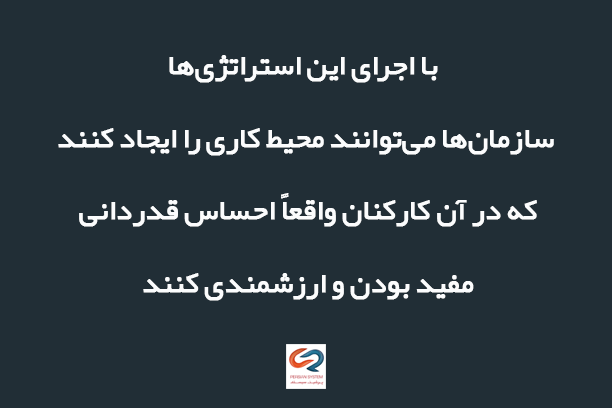 با اجرای این استراتژی‌ها
سازمان‌ها می‌توانند محیط کاری را ایجاد کنند
که در آن کارکنان واقعاً احساس قدردانی
مفید بودن و ارزشمندی کنند